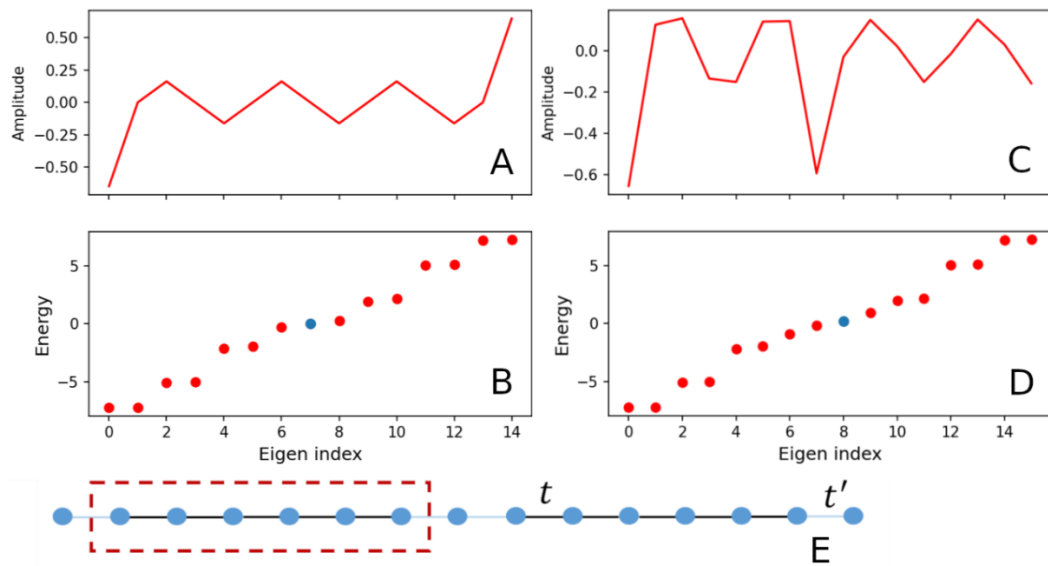 Amplitude
0.50
0.25
0.00
−0.25
−0.50
A
Amplitude
0.0
−0.2
−0.4
−0.6
C
Energy
5
0
−5
B
0 2 4 6 8 10 12 14
Eigen index
Energy
5
0
−5
D
0 2 4 6 8 10 12 14
Eigen index
t
t′
E